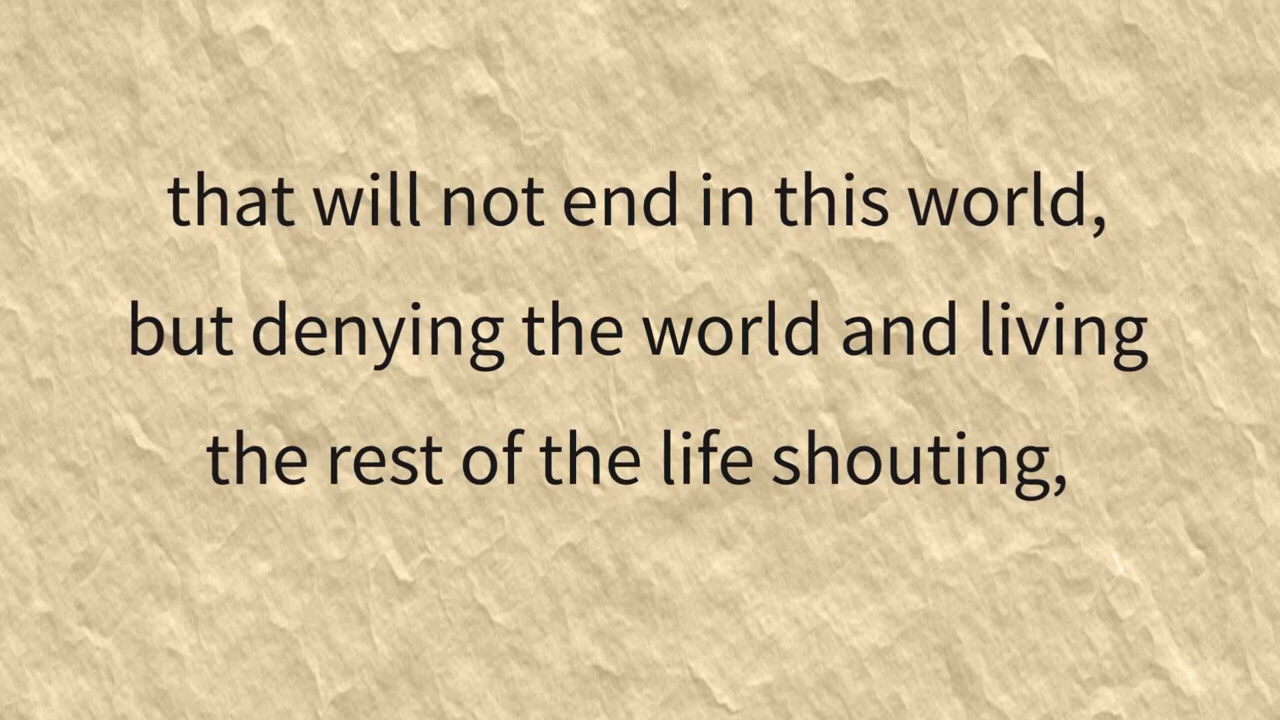 that will not end in this world,
but denying the world and living
the rest of the life shouting,